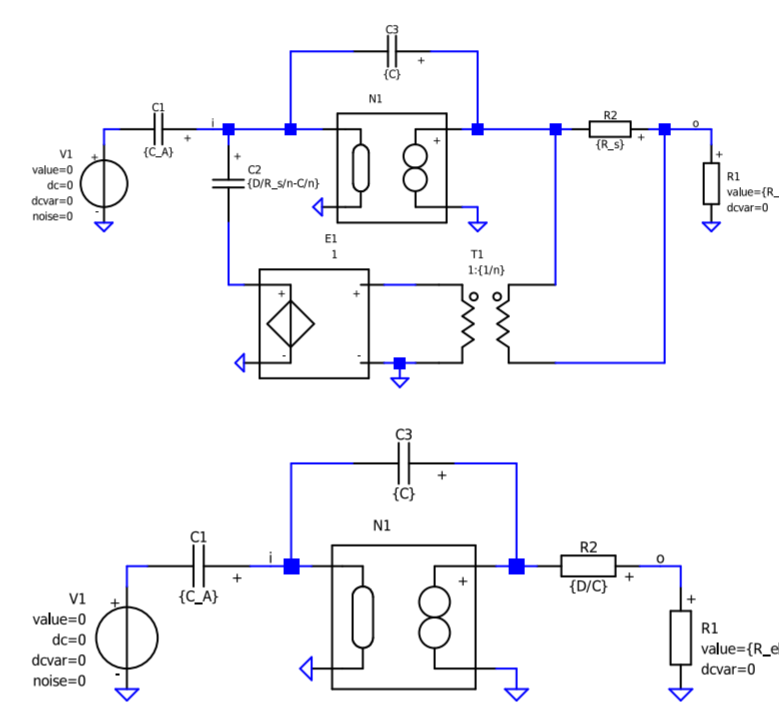 C3
+
{C}
N1
C1
i
+
{C_A}
V1
value=0
dc=0
dcvar=0
noise=0
+
-
+
C2
{D/R_s/n-C/n}
+
R2
+
{R_s}
o
+
R1
value={R_
dcvar=0
E1
1
+
-
+
-
T1
1:{1/n}
C3
+
{C}
N1
C1
i
+
{C_A}
V1
value=0
dc=0
dcvar=0
noise=0
+
-
+
R2
+
{D/C}
o
+
R1
value={R_e
dcvar=0